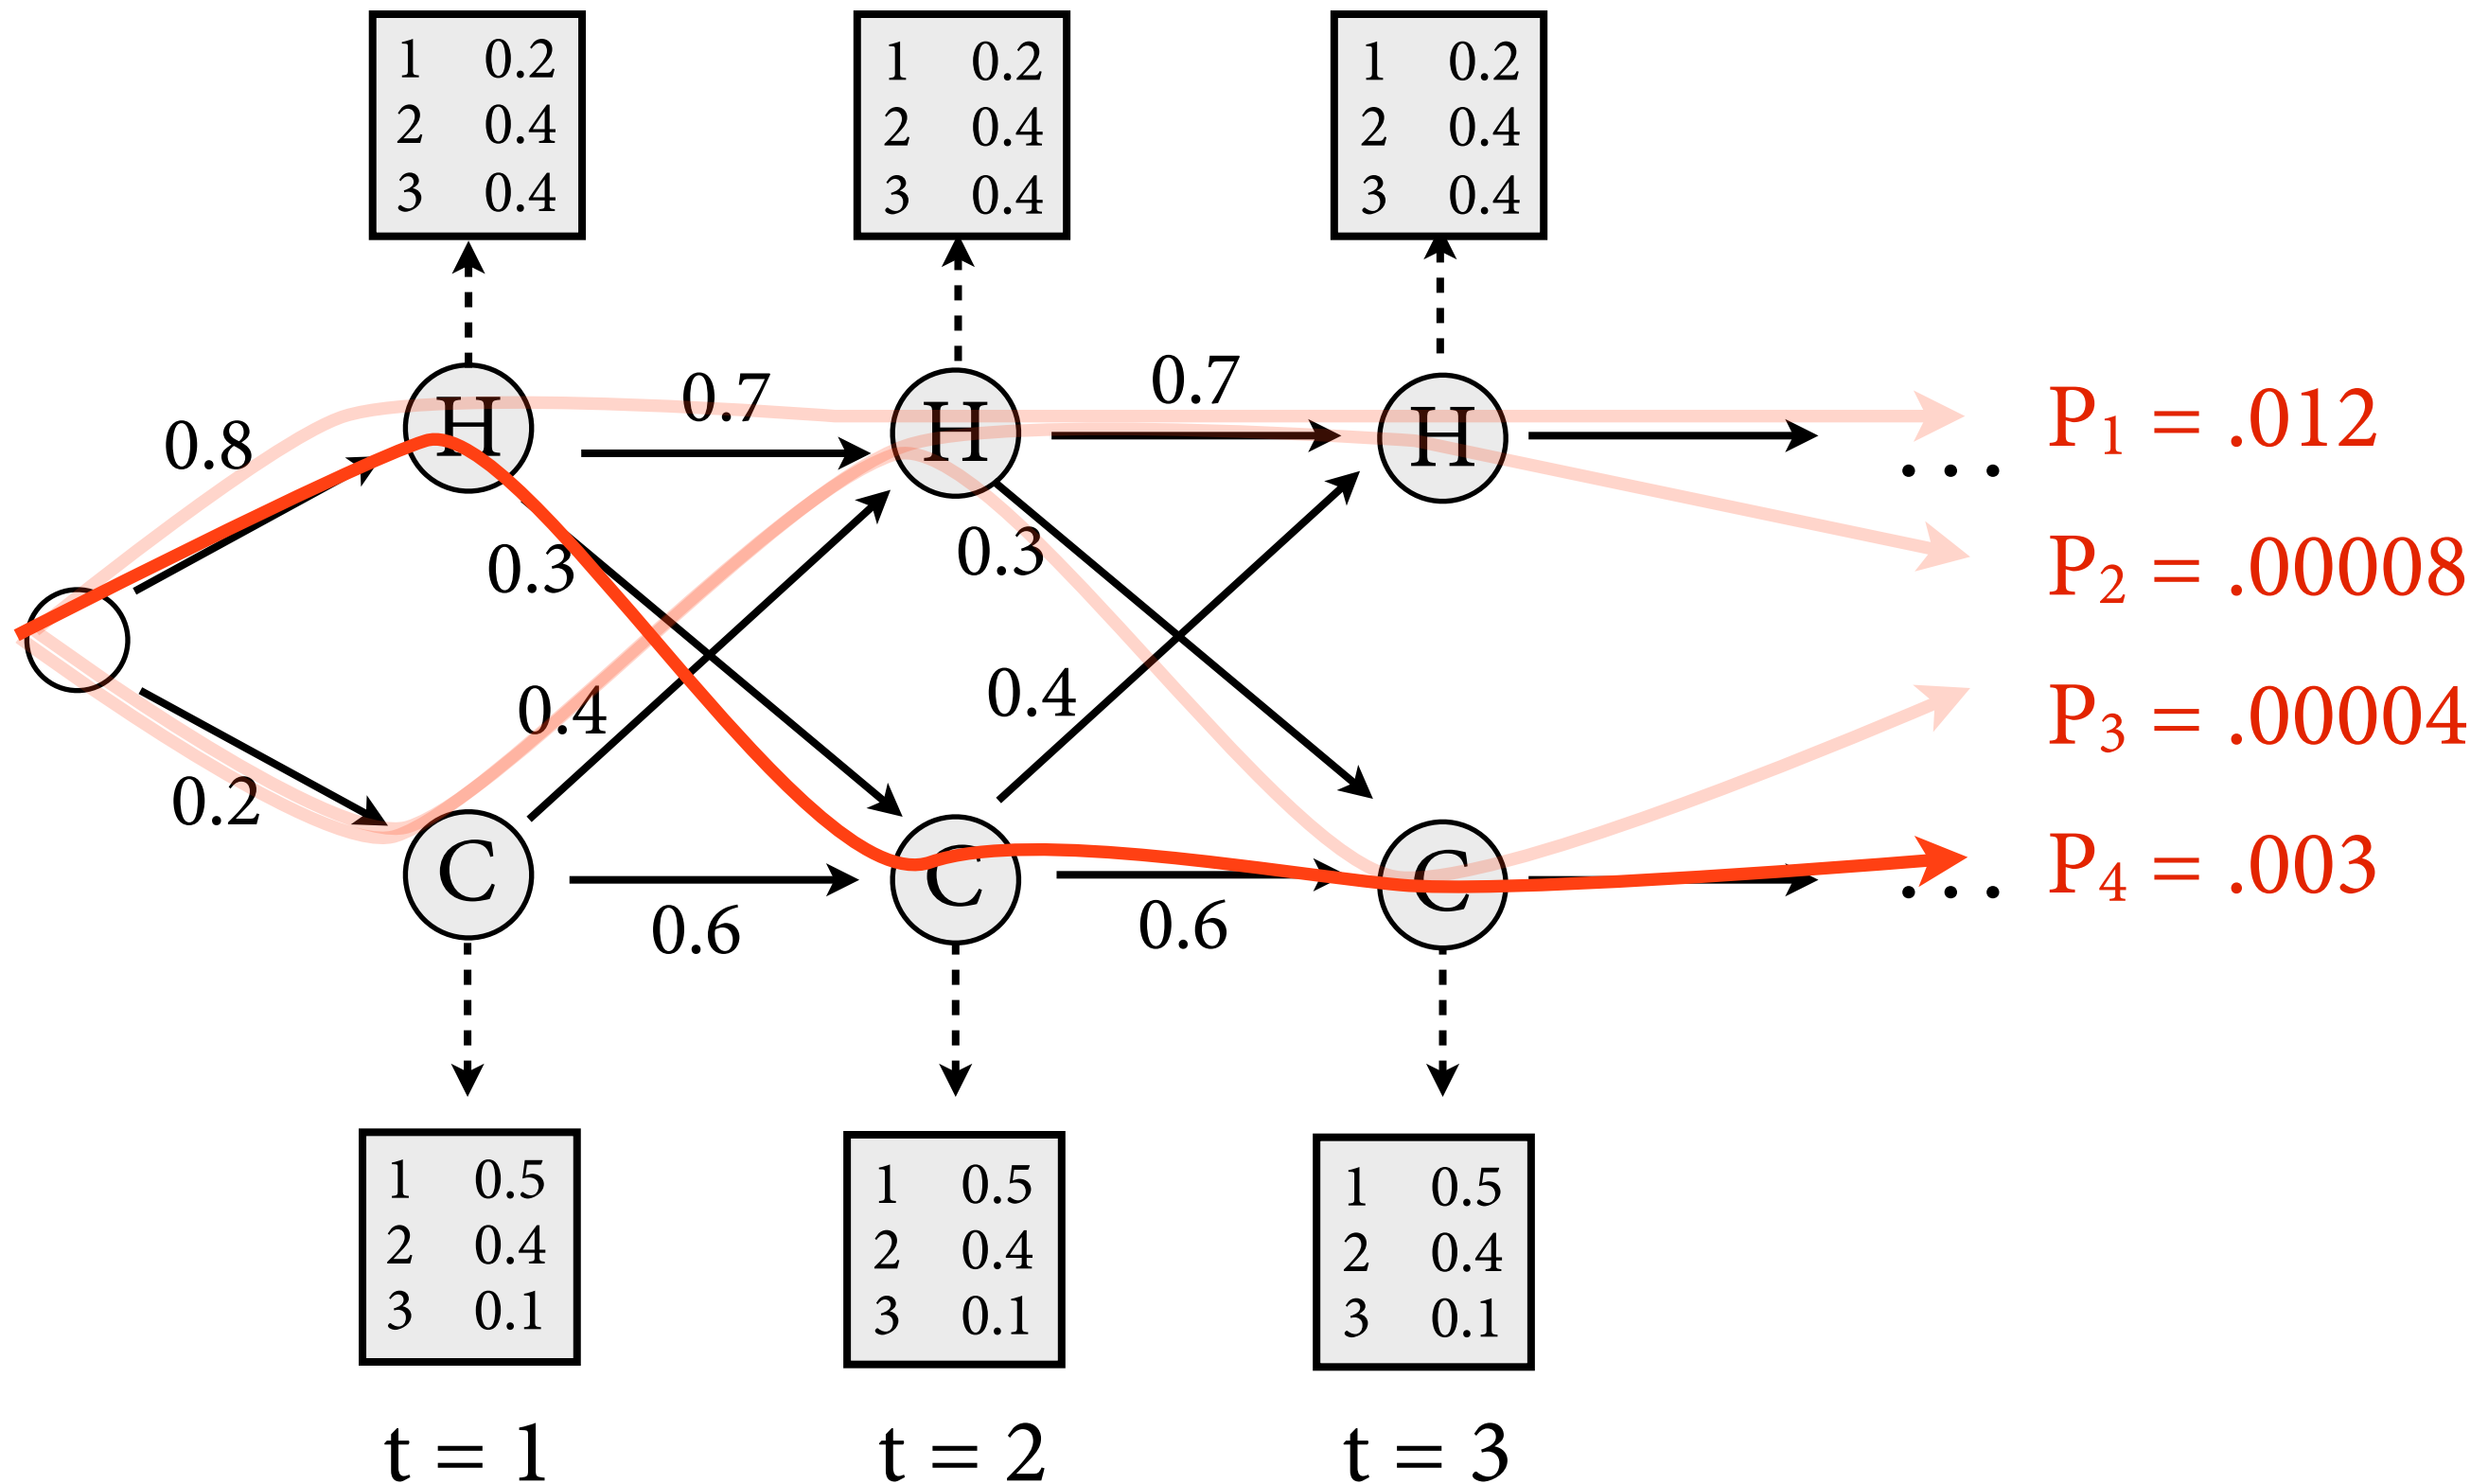 1 0.2
2 0.4
3 0.4
1 0.2
2 0.4
3 0.4
1 0.2
2 0.4
3 0.4
0.8
H
0.7
H
0.7
H
. . .
P1 = .012
0.3
0.3
P2 = .00008
0.4
0.4
P3 = .00004
0.2
C
0.6
C
0.6
C
. . .
P4 = .003
1 0.5
2 0.4
3 0.1
1 0.5
2 0.4
3 0.1
1 0.5
2 0.4
3 0.1
t = 1
t = 2
t = 3